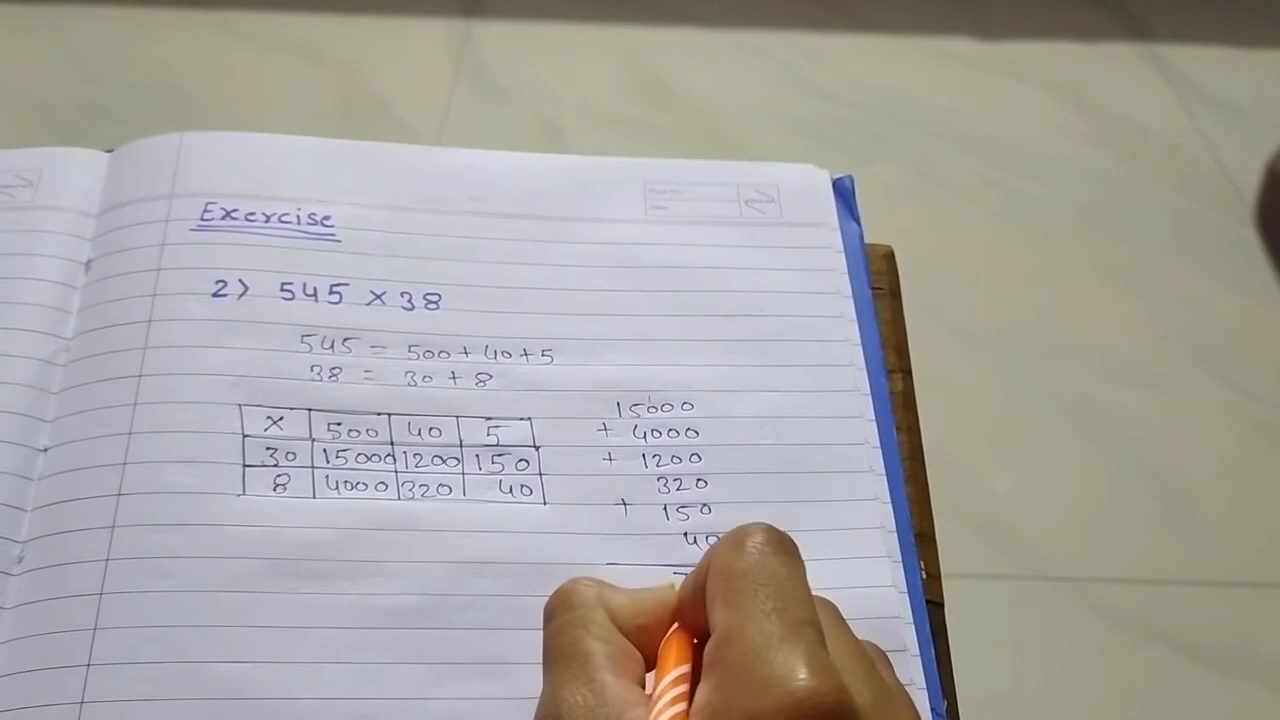 Exercise
2) 545 × 38
545 = 500 + 40 + 5
38 = 30 + 8
× 500 40 5
30 15000 1200 150
8 4000 320 40
15000
+ 4000
+ 1200
320
+ 150
40